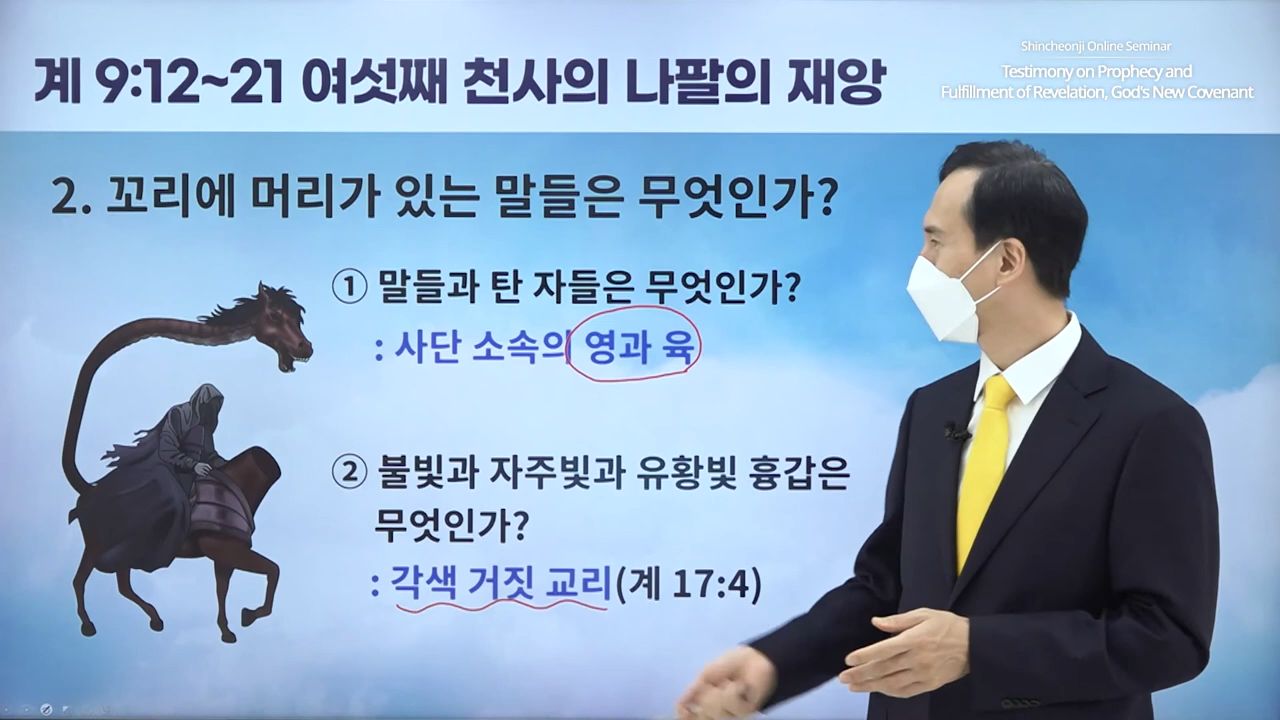 계 9:12~21 여섯째 천사의 나팔의 재앙
Shincheonji Online Seminar
Testimony on Prophecy and
Fulfillment of Revelation, God's New Covenant
2. 꼬리에 머리가 있는 말들은 무엇인가?
① 말들과 탄 자들은 무엇인가?
: 사단 소속의 영과 육
② 불빛과 자주빛과 유황빛 흉갑은
무엇인가?
: 각색 거짓 교리(계 17:4)